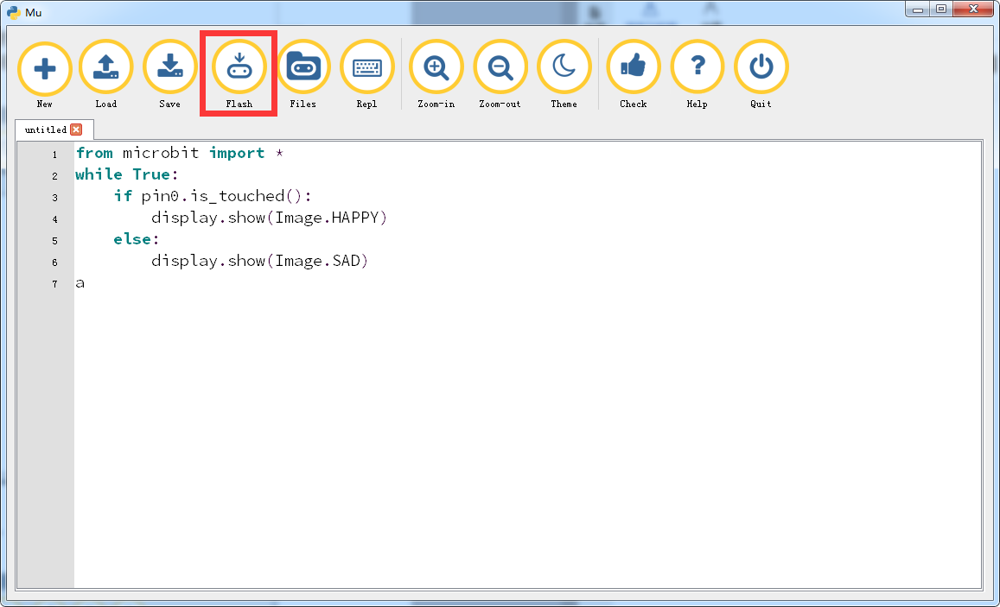 Mu
New Load Save Flash Files Repl Zoom-in Zoom-out Theme Check Help Quit
untitled
1 from microbit import *
2 while True:
3     if pin0.is_touched():
4         display.show(Image.HAPPY)
5     else:
6         display.show(Image.SAD)
7 a